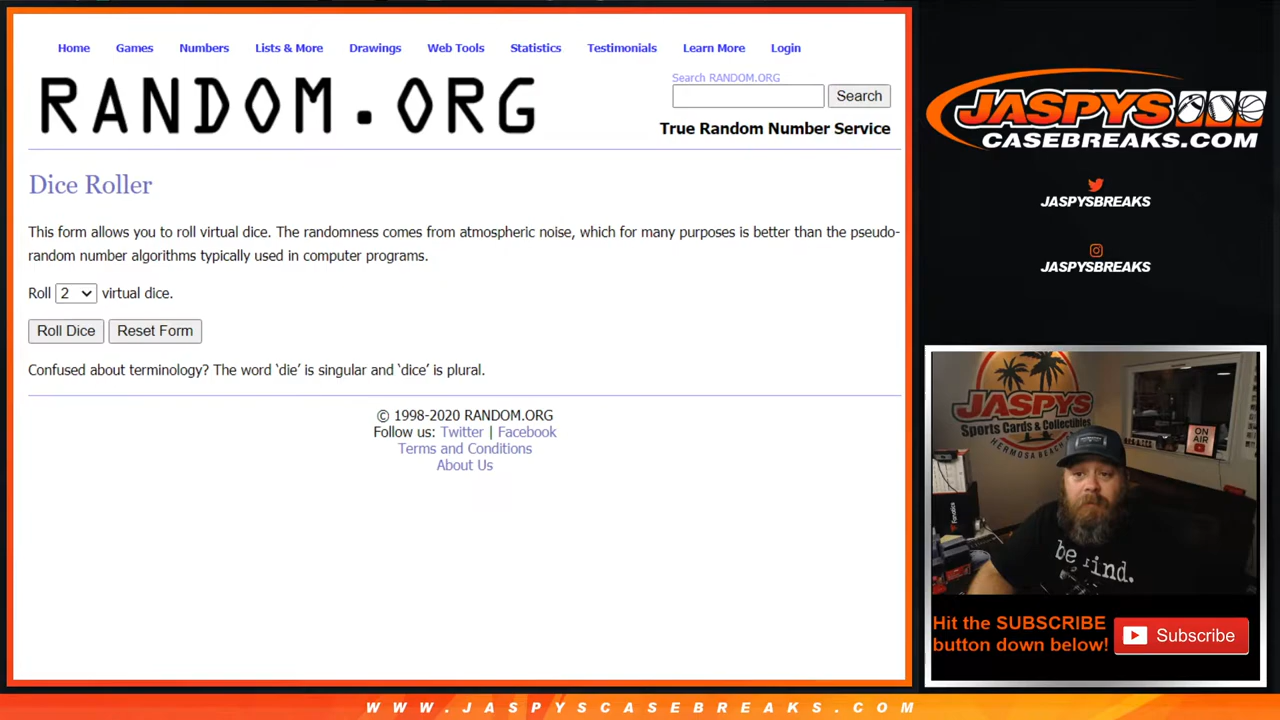 Home Games Numbers Lists & More Drawings Web Tools Statistics Testimonials Learn More Login
RANDOM.ORG
Search RANDOM.ORG
Search
True Random Number Service
Dice Roller
This form allows you to roll virtual dice. The randomness comes from atmospheric noise, which for many purposes is better than the pseudo-
random number algorithms typically used in computer programs.
Roll 2 virtual dice.
Roll Dice Reset Form
Confused about terminology? The word ‘die’ is singular and ‘dice’ is plural.
© 1998-2020 RANDOM.ORG
Follow us: Twitter | Facebook
Terms and Conditions
About Us
JASPYS
CASEBREAKS.COM
JASPYSBREAKS
JASPYSBREAKS
JASPYS
Sports Cards & Collectibles
HERMOSA BEACH
ON
AIR
Fanatics
Hit the SUBSCRIBE
button down below!
Subscribe
WWW.JASPYSCASEBREAKS.COM